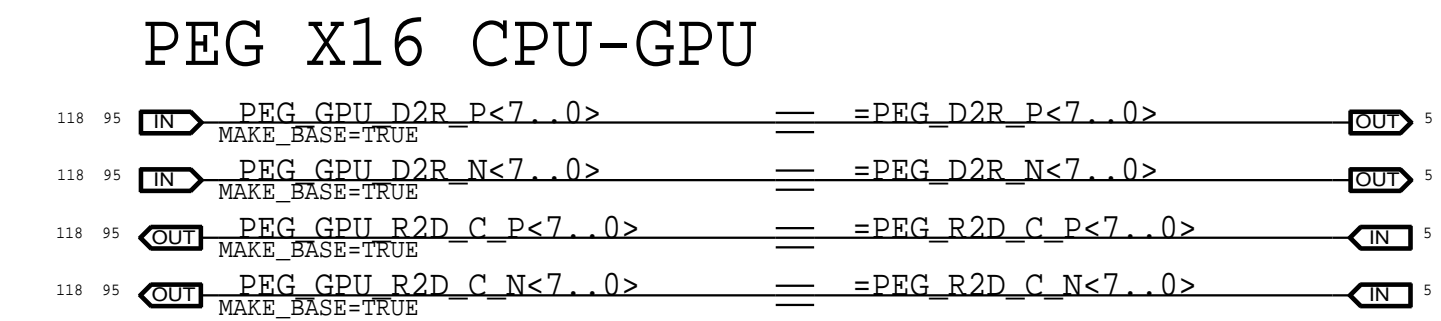 PEG X16 CPU-GPU
118 95 IN PEG_GPU_D2R_P<7..0> =PEG_D2R_P<7..0> OUT 5
MAKE_BASE=TRUE
118 95 IN PEG_GPU_D2R_N<7..0> =PEG_D2R_N<7..0> OUT 5
MAKE_BASE=TRUE
118 95 OUT PEG_GPU_R2D_C_P<7..0> =PEG_R2D_C_P<7..0> IN 5
MAKE_BASE=TRUE
118 95 OUT PEG_GPU_R2D_C_N<7..0> =PEG_R2D_C_N<7..0> IN 5
MAKE_BASE=TRUE